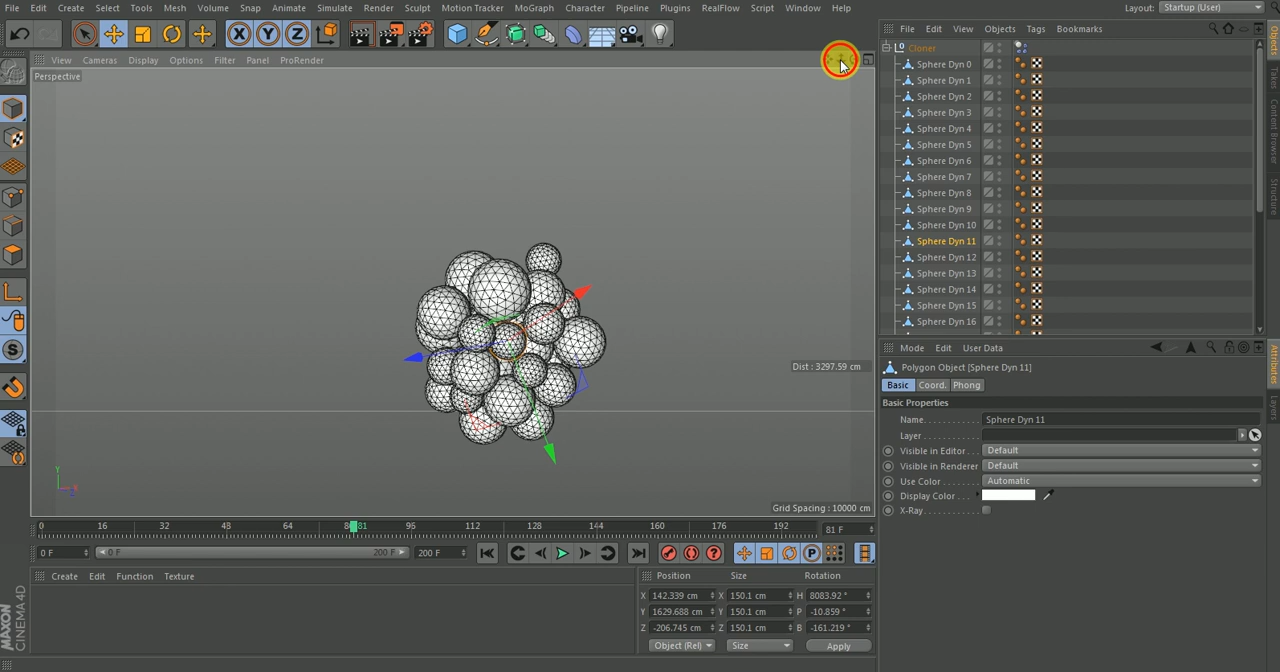 File Edit Create Select Tools Mesh Volume Snap Animate Simulate Render Sculpt Motion Tracker MoGraph Character Pipeline Plugins RealFlow Script Window Help Layout: Startup (User)
X Y Z
File Edit View Objects Tags Bookmarks
View Cameras Display Options Filter Panel ProRender
Perspective
Cloner
Sphere Dyn 0
Sphere Dyn 1
Sphere Dyn 2
Sphere Dyn 3
Sphere Dyn 4
Sphere Dyn 5
Sphere Dyn 6
Sphere Dyn 7
Sphere Dyn 8
Sphere Dyn 9
Sphere Dyn 10
Sphere Dyn 11
Sphere Dyn 12
Sphere Dyn 13
Sphere Dyn 14
Sphere Dyn 15
Sphere Dyn 16
Objects
Takes
Content Browser
Structure
Dist : 3297.59 cm
Y
Grid Spacing : 10000 cm
Mode Edit User Data
Polygon Object [Sphere Dyn 11]
Basic Coord. Phong
Basic Properties
Name Sphere Dyn 11
Layer
Visible in Editor Default
Visible in Renderer Default
Use Color Automatic
Display Color
X-Ray
Attributes
Layers
0 16 32 48 64 81 95 112 128 144 160 176 192 81 F
0 F 0 F 200 F 200 F
P
Create Edit Function Texture
Position Size Rotation
X 142.339 cm X 150.1 cm H 8083.92 °
Y 1629.688 cm Y 150.1 cm P -10.859 °
Z -206.745 cm Z 150.1 cm B -161.219 °
Object (Rel) Size Apply
MAXON
CINEMA4D